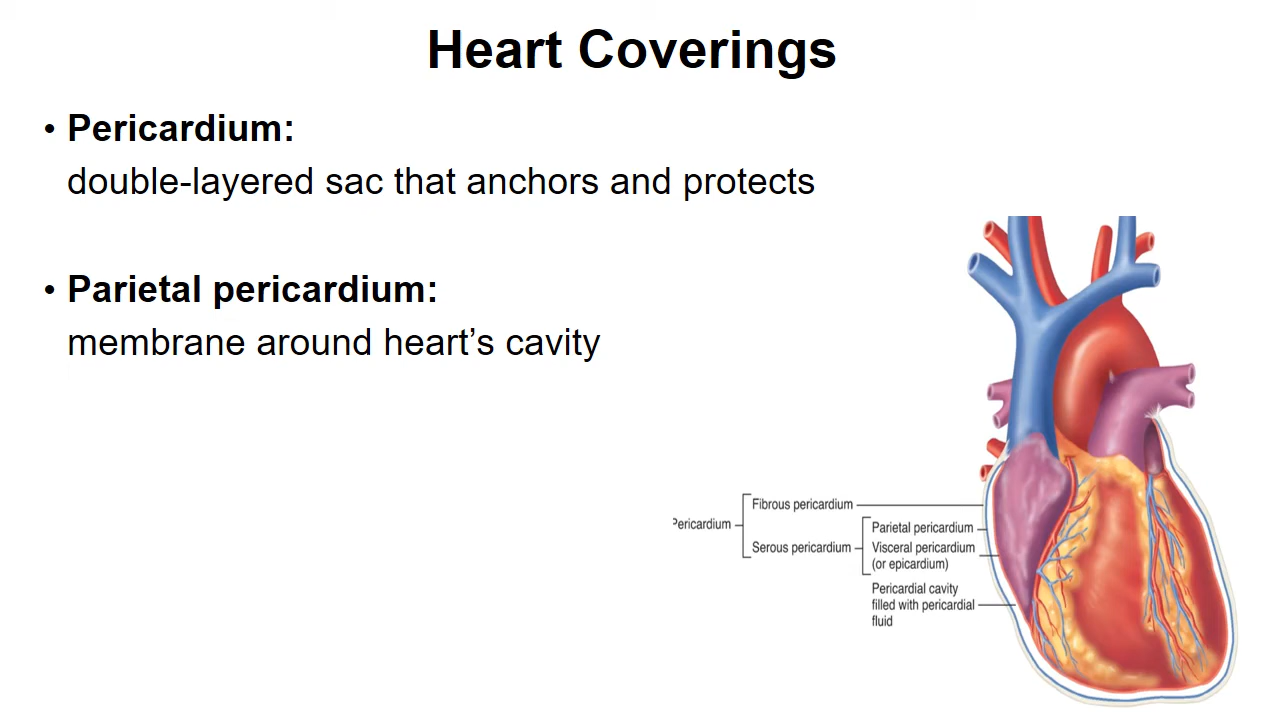 Heart Coverings
• Pericardium:
double-layered sac that anchors and protects
• Parietal pericardium:
membrane around heart’s cavity
Fibrous pericardium
Pericardium
Parietal pericardium
Serous pericardium
Visceral pericardium
(or epicardium)
Pericardial cavity
filled with pericardial
fluid